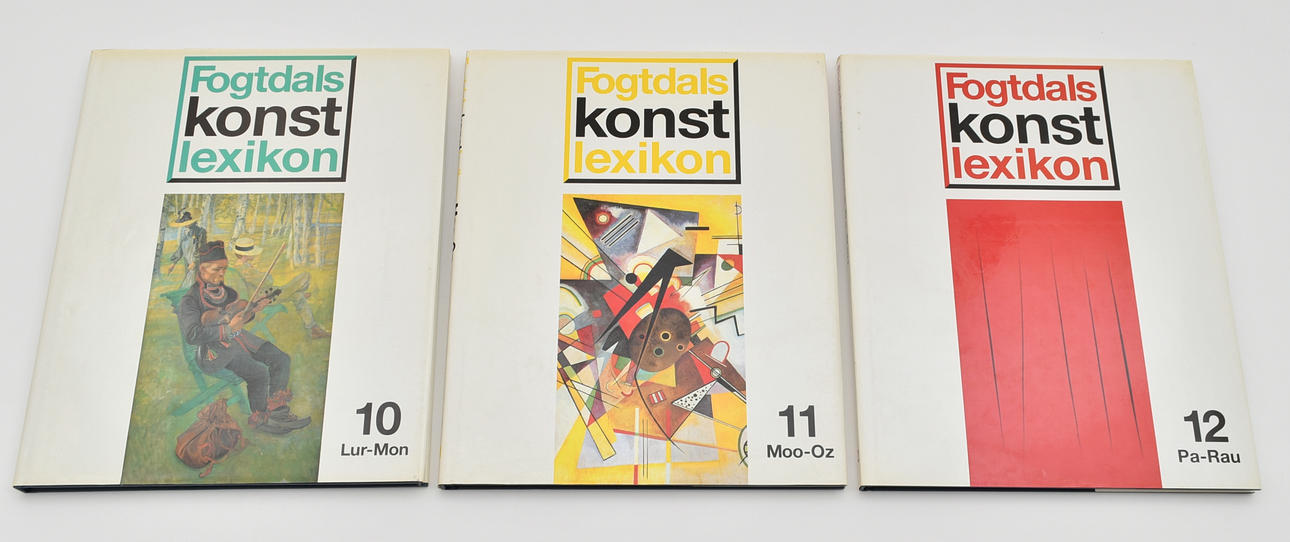 Fogtdals
konst
lexikon
10
Lur-Mon
Fogtdals
konst
lexikon
11
Moo-Oz
Fogtdals
konst
lexikon
12
Pa-Rau